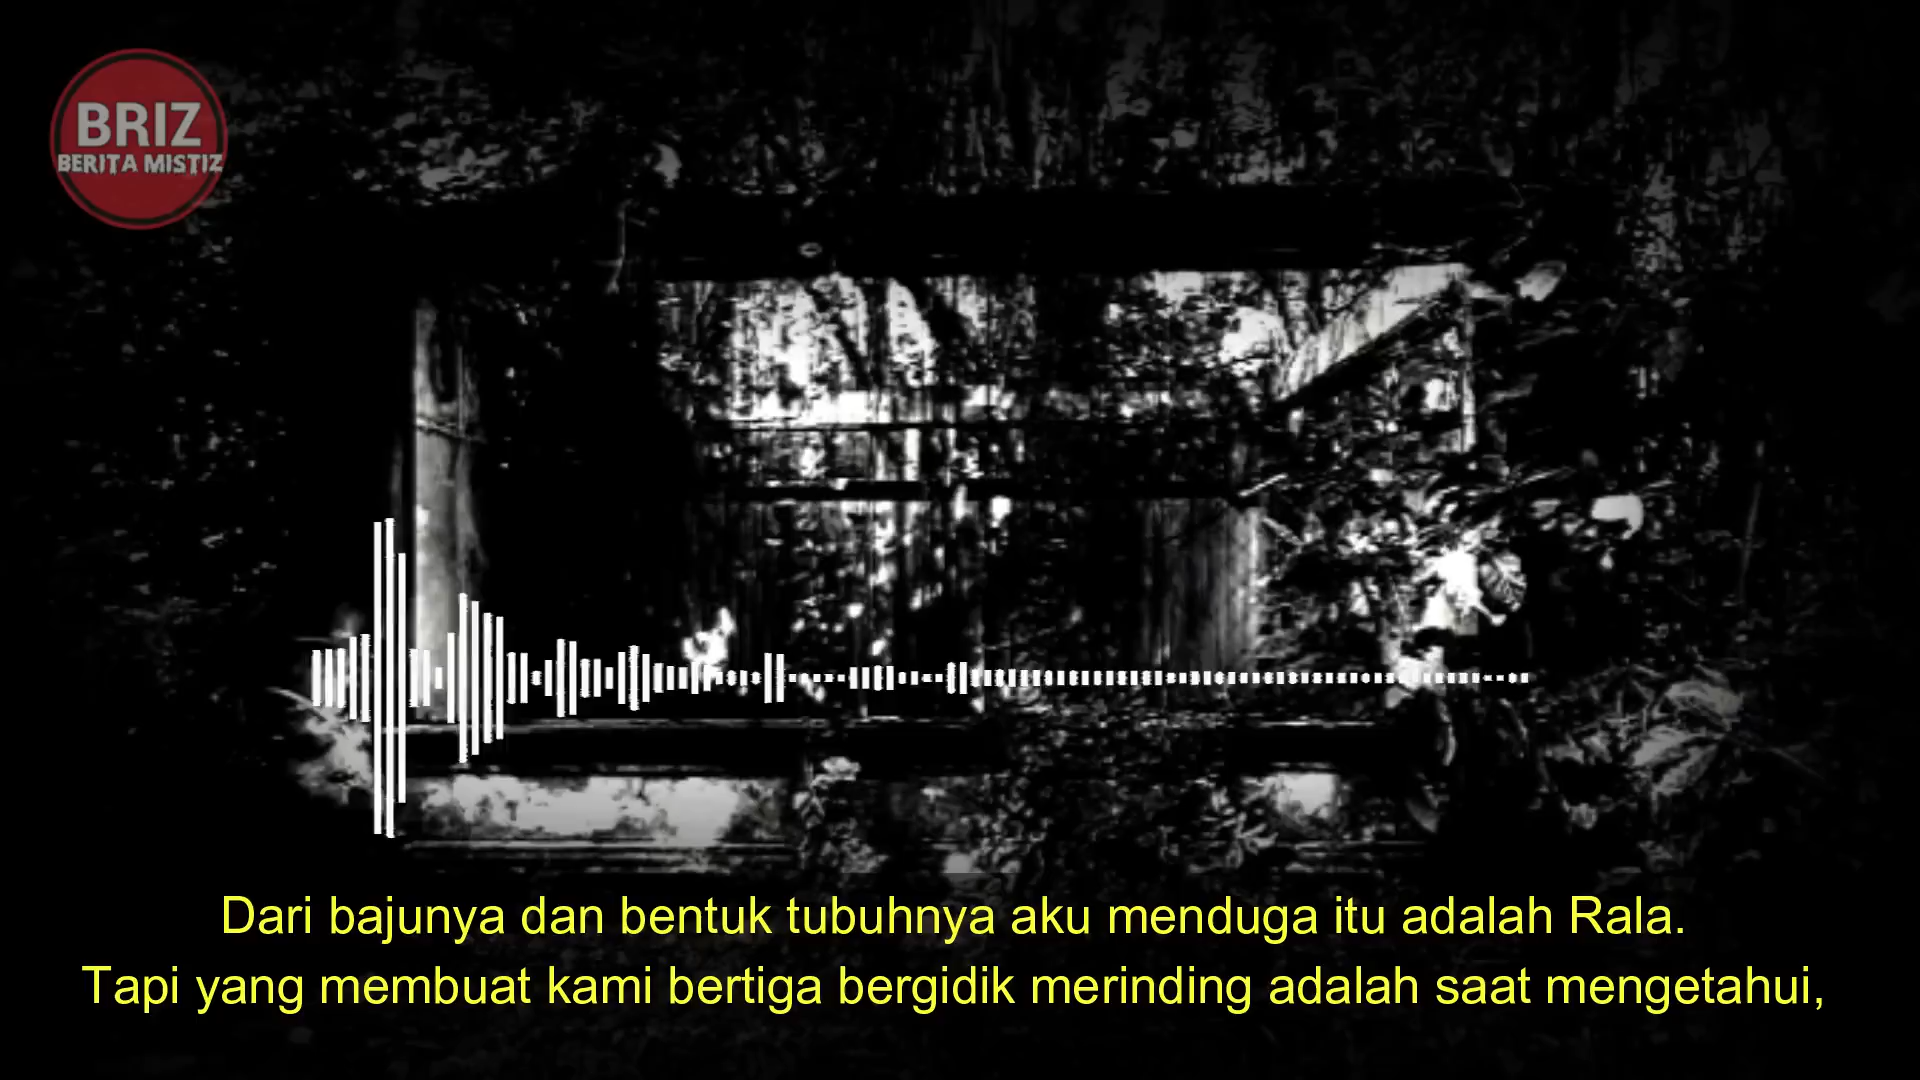 BRIZ
BERITA MISTIZ
Dari bajunya dan bentuk tubuhnya aku menduga itu adalah Rala.
Tapi yang membuat kami bertiga bergidik merinding adalah saat mengetahui,